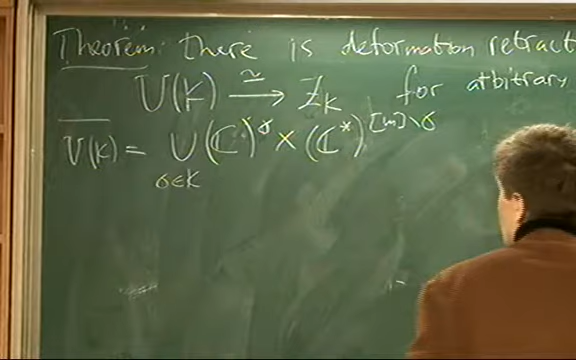 Theorem: there is deformation retract
U(K) ≃→ Z_K for arbitrary
U(K) = ∪_{σ∈K} (ℂ)^σ × (ℂ*)^{[m]\σ}